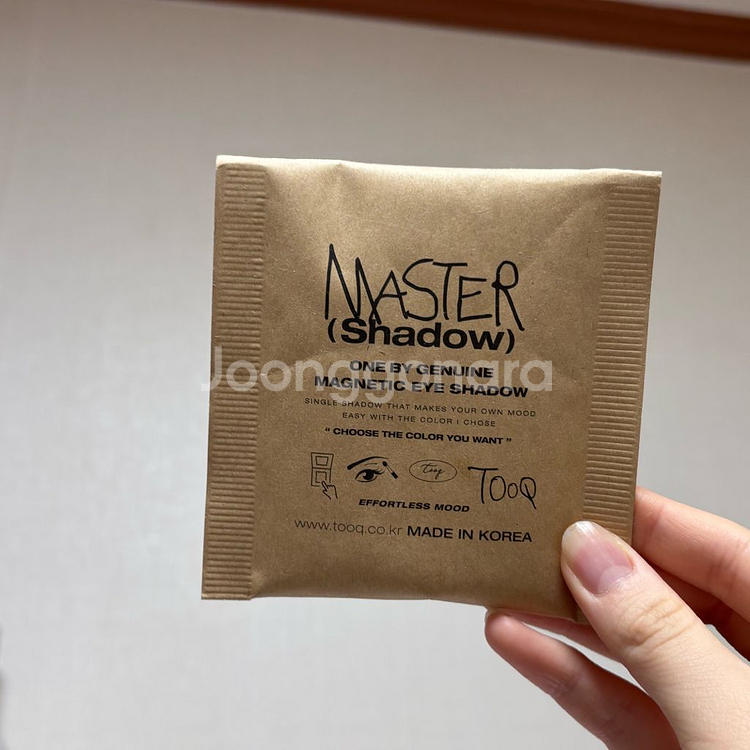 MASTER
(Shadow)
ONE BY GENUINE
Joonggonara
MAGNETIC EYE SHADOW
SINGLE SHADOW THAT MAKES YOUR OWN MOOD
EASY WITH THE COLOR I CHOSE
“ CHOOSE THE COLOR YOU WANT ”
tooq
TOOQ
EFFORTLESS MOOD
www.tooq.co.kr MADE IN KOREA